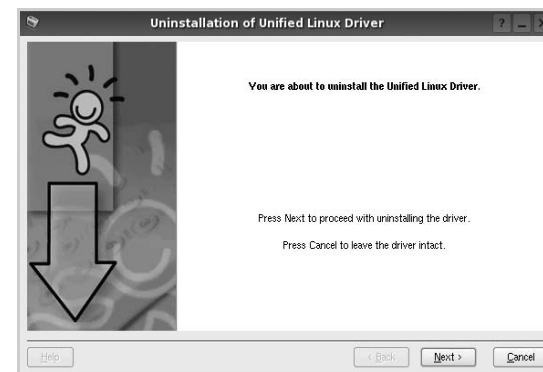 Uninstallation of Unified Linux Driver
You are about to uninstall the Unified Linux Driver.
Press Next to proceed with uninstalling the driver.
Press Cancel to leave the driver intact.
Help
< Back
Next >
Cancel